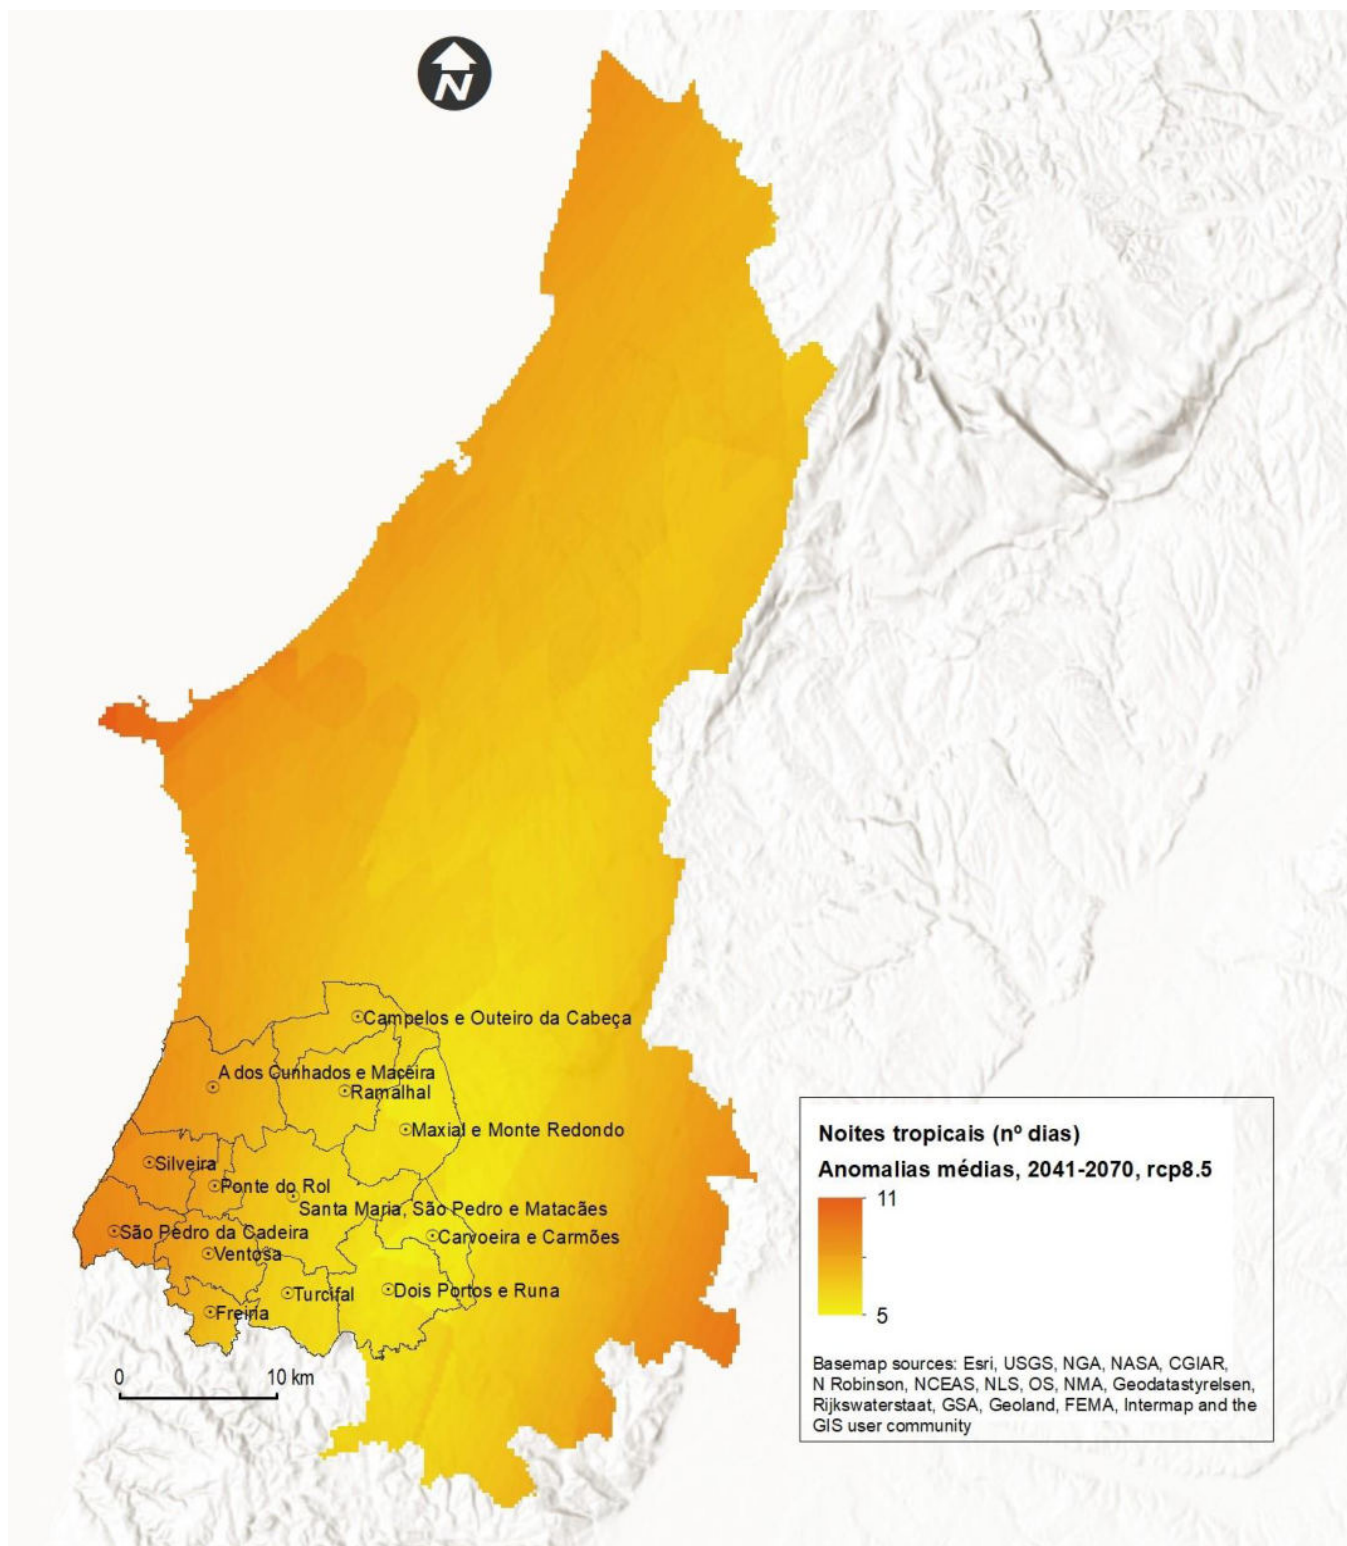 N
Campelos e Outeiro da Cabeça
A dos Cunhados e Maceira
Ramalhal
Maxial e Monte Redondo
Silveira
Ponte do Rol
Santa Maria, São Pedro e Matacães
São Pedro da Cadeira
Carvoeira e Carmões
Ventosa
Dois Portos e Runa
Turcifal
Freiria
0
10 km
Noites tropicais (nº dias)
Anomalias médias, 2041-2070, rcp8.5
11
5
Basemap sources: Esri, USGS, NGA, NASA, CGIAR,
N Robinson, NCEAS, NLS, OS, NMA, Geodatastyrelsen,
Rijkswaterstaat, GSA, Geoland, FEMA, Intermap and the
GIS user community